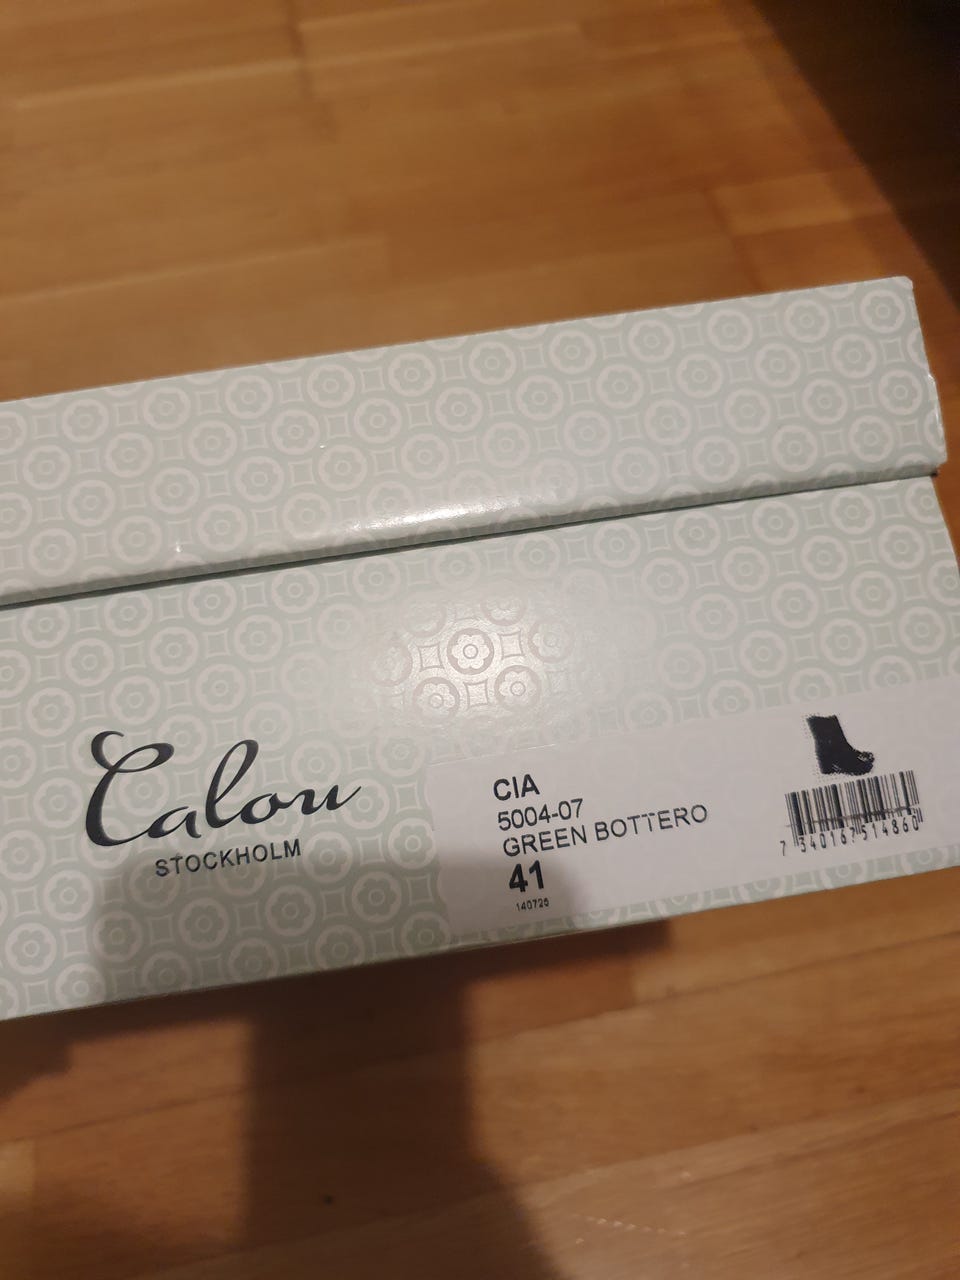 Calou
STOCKHOLM
CIA
5004-07
GREEN BOTTERO
41
140726
7 340167 514860